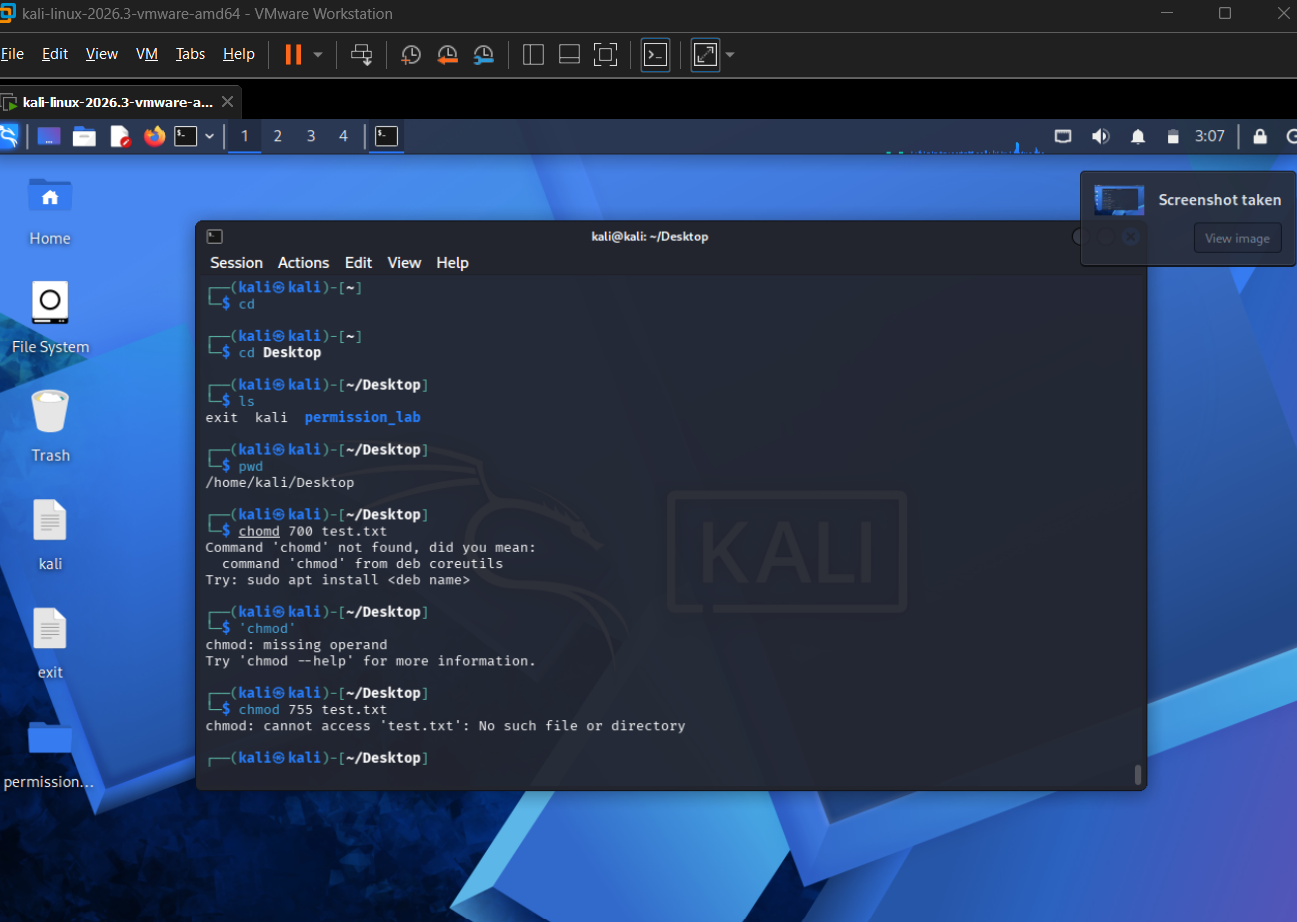 kali-linux-2026.3-vmware-amd64 - VMware Workstation
File Edit View VM Tabs Help
kali-linux-2026.3-vmware-a...
1 2 3 4 3:07
Screenshot taken
View image
Home
File System
Trash
kali
exit
permission...
kali@kali: ~/Desktop
Session Actions Edit View Help
┌──(kali㉿kali)-[~]
└─$ cd
┌──(kali㉿kali)-[~]
└─$ cd Desktop
┌──(kali㉿kali)-[~/Desktop]
└─$ ls
exit kali permission_lab
┌──(kali㉿kali)-[~/Desktop]
└─$ pwd
/home/kali/Desktop
┌──(kali㉿kali)-[~/Desktop]
└─$ chomd 700 test.txt
Command 'chomd' not found, did you mean:
command 'chmod' from deb coreutils
Try: sudo apt install <deb name>
┌──(kali㉿kali)-[~/Desktop]
└─$ 'chmod'
chmod: missing operand
Try 'chmod --help' for more information.
┌──(kali㉿kali)-[~/Desktop]
└─$ chmod 755 test.txt
chmod: cannot access 'test.txt': No such file or directory
┌──(kali㉿kali)-[~/Desktop]
KALI